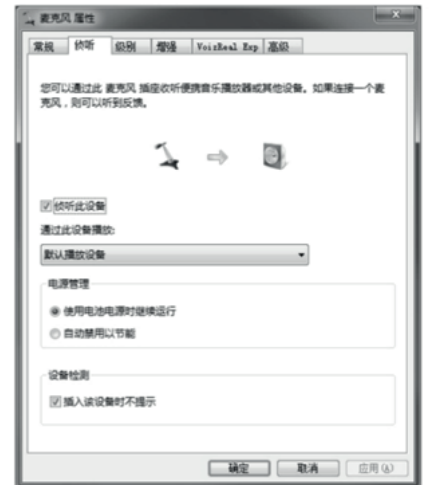 麦克风 属性
常规 侦听 级别 增强 VoizReal Exp 高级
您可以通过此 麦克风 插座收听便携音乐播放器或其他设备。如果连接一个麦
克风，则可以听到反馈。
侦听此设备
通过此设备播放:
默认播放设备
电源管理
使用电池电源时继续运行
自动禁用以节能
设备检测
插入该设备时不提示
确定 取消 应用(A)